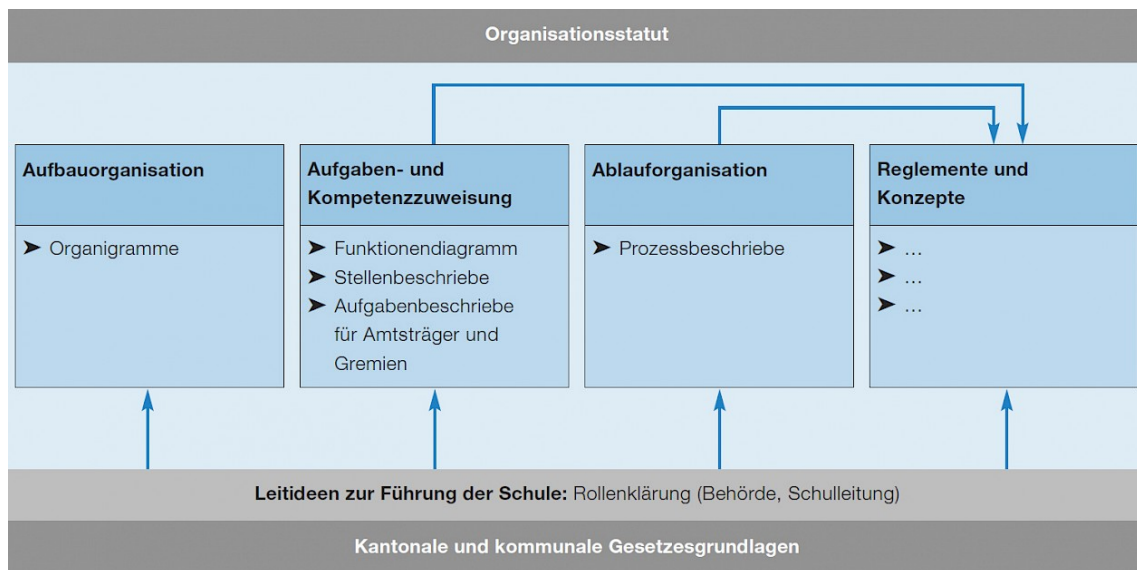 Organisationsstatut
Aufbauorganisation
➤ Organigramme
Aufgaben- und
Kompetenzzuweisung
➤ Funktionendiagramm
➤ Stellenbeschriebe
➤ Aufgabenbeschriebe
für Amtsträger und
Gremien
Ablauforganisation
➤ Prozessbeschriebe
Reglemente und
Konzepte
➤ ...
➤ ...
➤ ...
Leitideen zur Führung der Schule: Rollenklärung (Behörde, Schulleitung)
Kantonale und kommunale Gesetzesgrundlagen